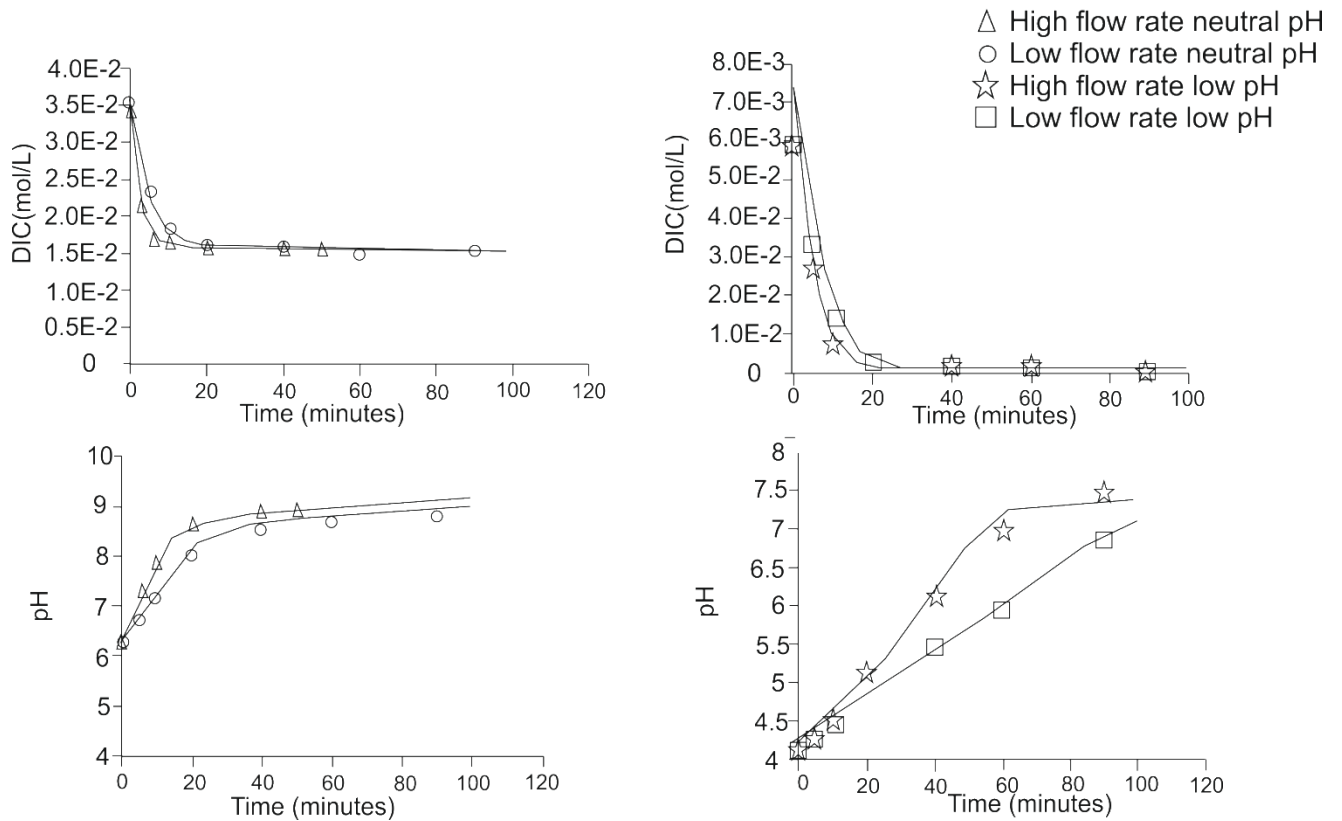 High flow rate neutral pH
Low flow rate neutral pH
High flow rate low pH
Low flow rate low pH
DIC(mol/L)
4.0E-2
3.5E-2
3.0E-2
2.5E-2
2.0E-2
1.5E-2
1.0E-2
0.5E-2
0
0 20 40 60 80 100 120
Time (minutes)
DIC(mol/L)
8.0E-3
7.0E-3
6.0E-3
5.0E-2
4.0E-2
3.0E-2
2.0E-2
1.0E-2
0
0 20 40 60 80 100
Time (minutes)
pH
10
9
8
7
6
5
4
0 20 40 60 80 100 120
Time (minutes)
pH
8
7.5
7
6.5
6
5.5
5
4.5
4
0 20 40 60 80 100 120
Time (minutes)